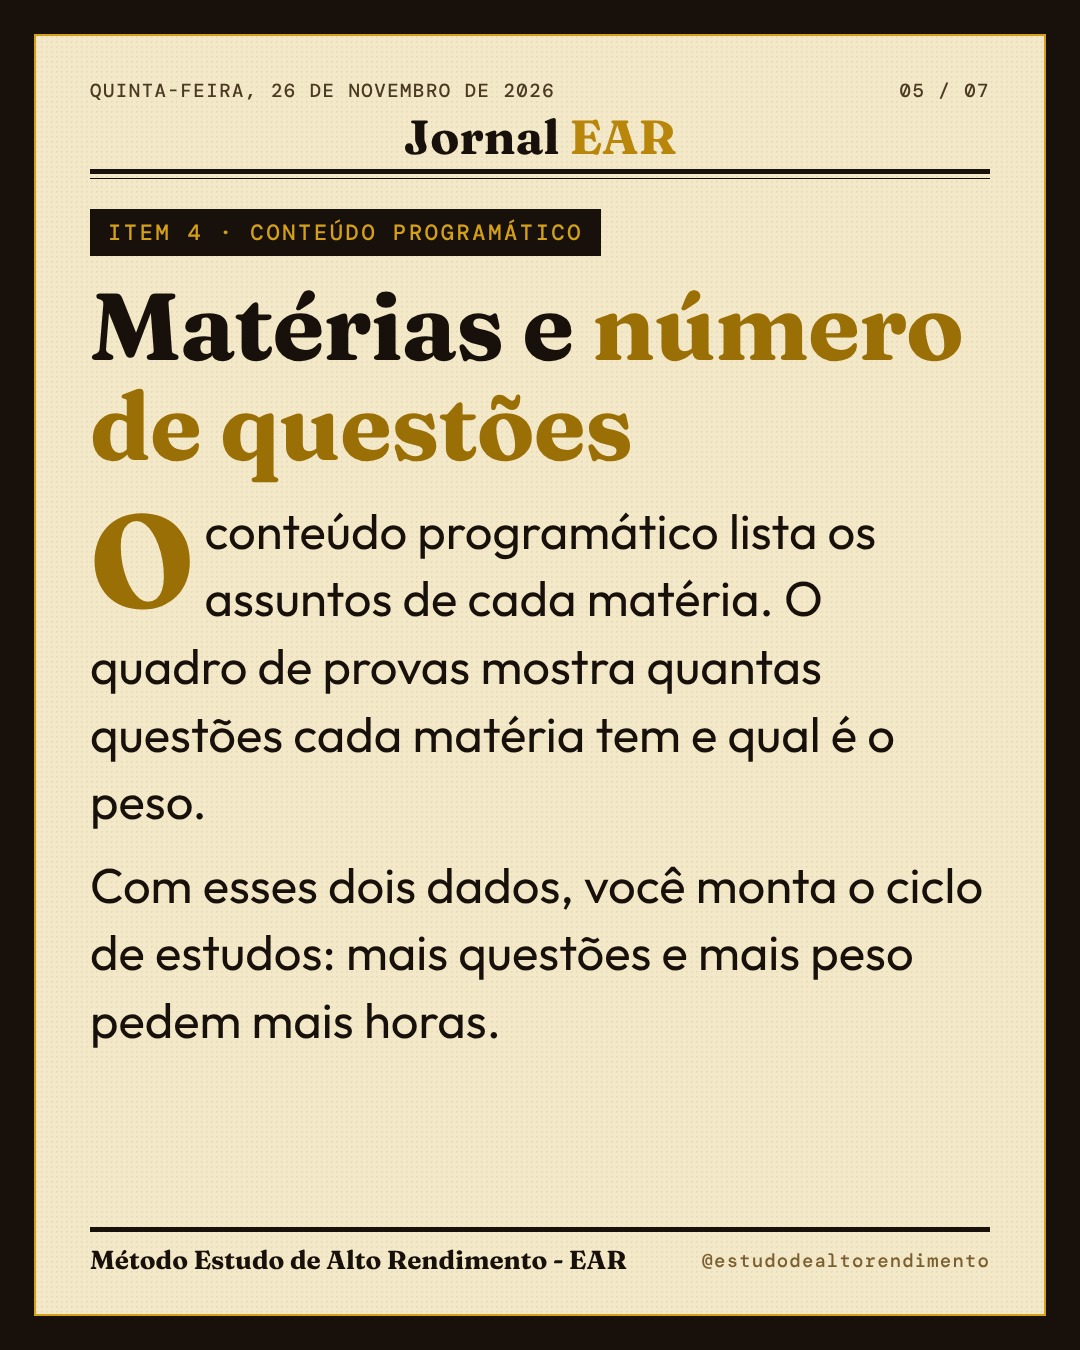 QUINTA-FEIRA, 26 DE NOVEMBRO DE 2026
05 / 07
Jornal EAR
ITEM 4 · CONTEÚDO PROGRAMÁTICO
Matérias e número
de questões
O conteúdo programático lista os
assuntos de cada matéria. O
quadro de provas mostra quantas
questões cada matéria tem e qual é o
peso.
Com esses dois dados, você monta o ciclo
de estudos: mais questões e mais peso
pedem mais horas.
Método Estudo de Alto Rendimento - EAR
@estudodealtorendimento